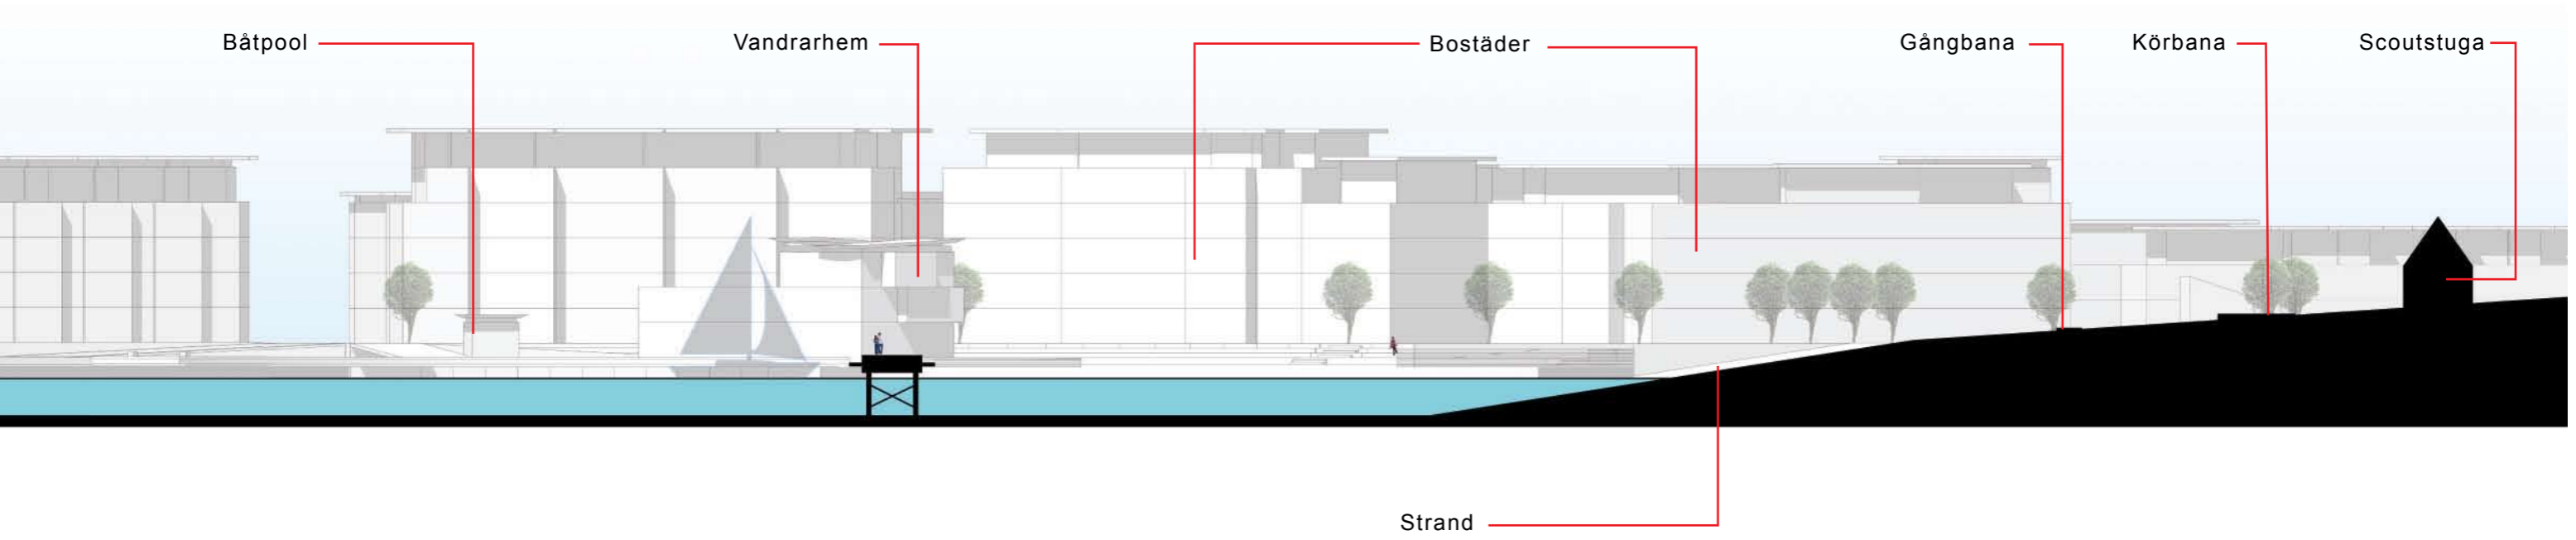 Båtpool
Vandrarhem
Bostäder
Gångbana
Körbana
Scoutstuga
Strand